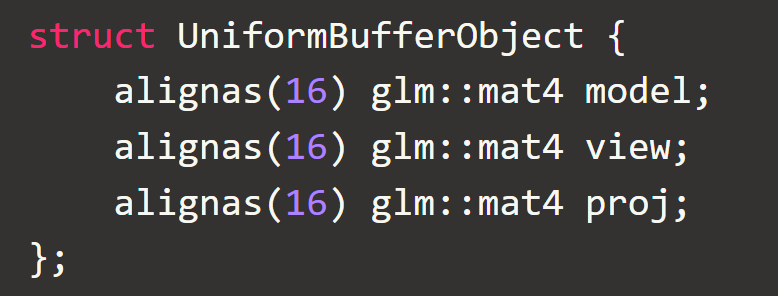 struct UniformBufferObject {
    alignas(16) glm::mat4 model;
    alignas(16) glm::mat4 view;
    alignas(16) glm::mat4 proj;
};